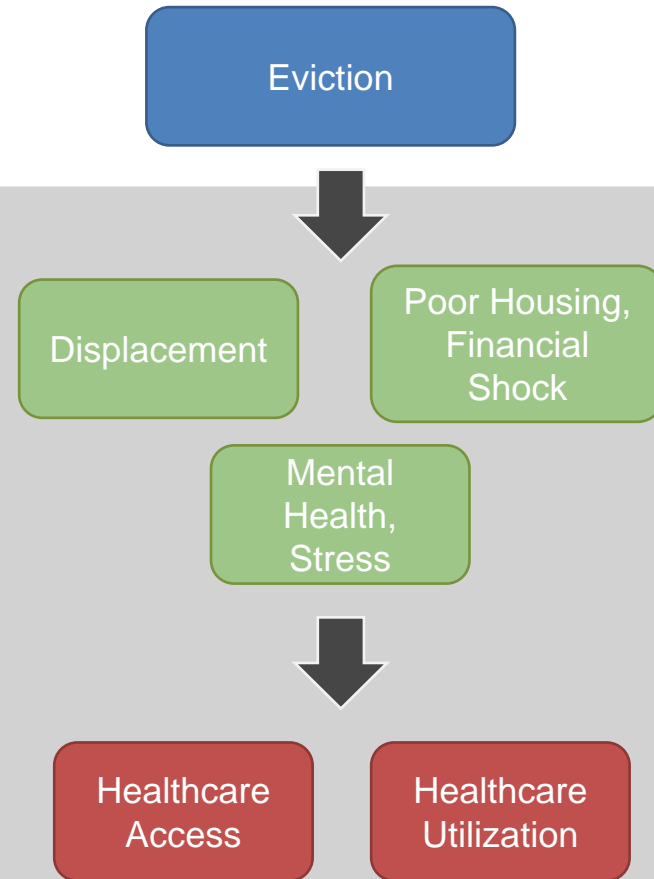 Eviction
Displacement
Poor Housing,
Financial
Shock
Mental
Health,
Stress
Healthcare
Access
Healthcare
Utilization